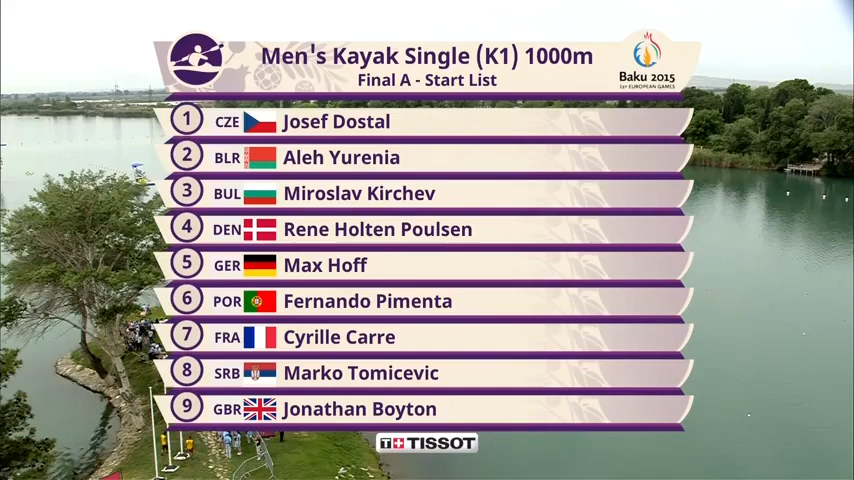 Men's Kayak Single (K1) 1000m
Final A - Start List
Baku 2015
1ST EUROPEAN GAMES
1 CZE Josef Dostal
2 BLR Aleh Yurenia
3 BUL Miroslav Kirchev
4 DEN Rene Holten Poulsen
5 GER Max Hoff
6 POR Fernando Pimenta
7 FRA Cyrille Carre
8 SRB Marko Tomicevic
9 GBR Jonathan Boyton
T TISSOT